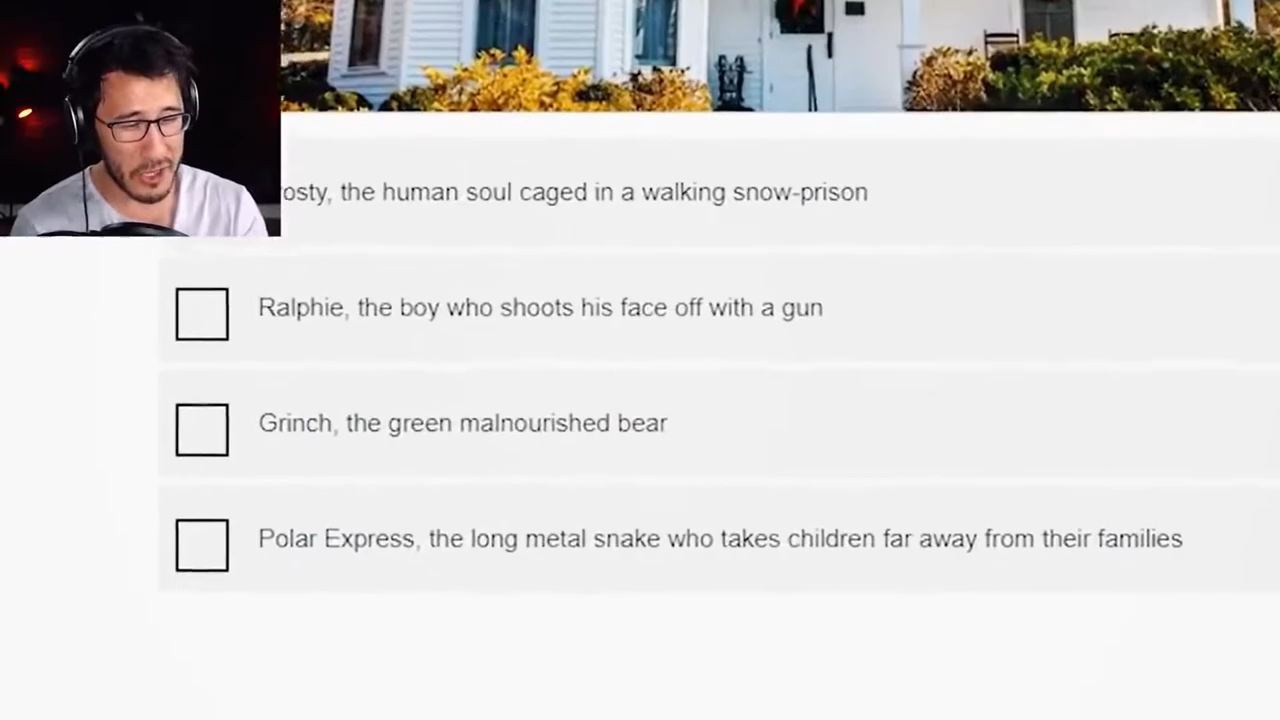 osty, the human soul caged in a walking snow-prison
Ralphie, the boy who shoots his face off with a gun
Grinch, the green malnourished bear
Polar Express, the long metal snake who takes children far away from their families